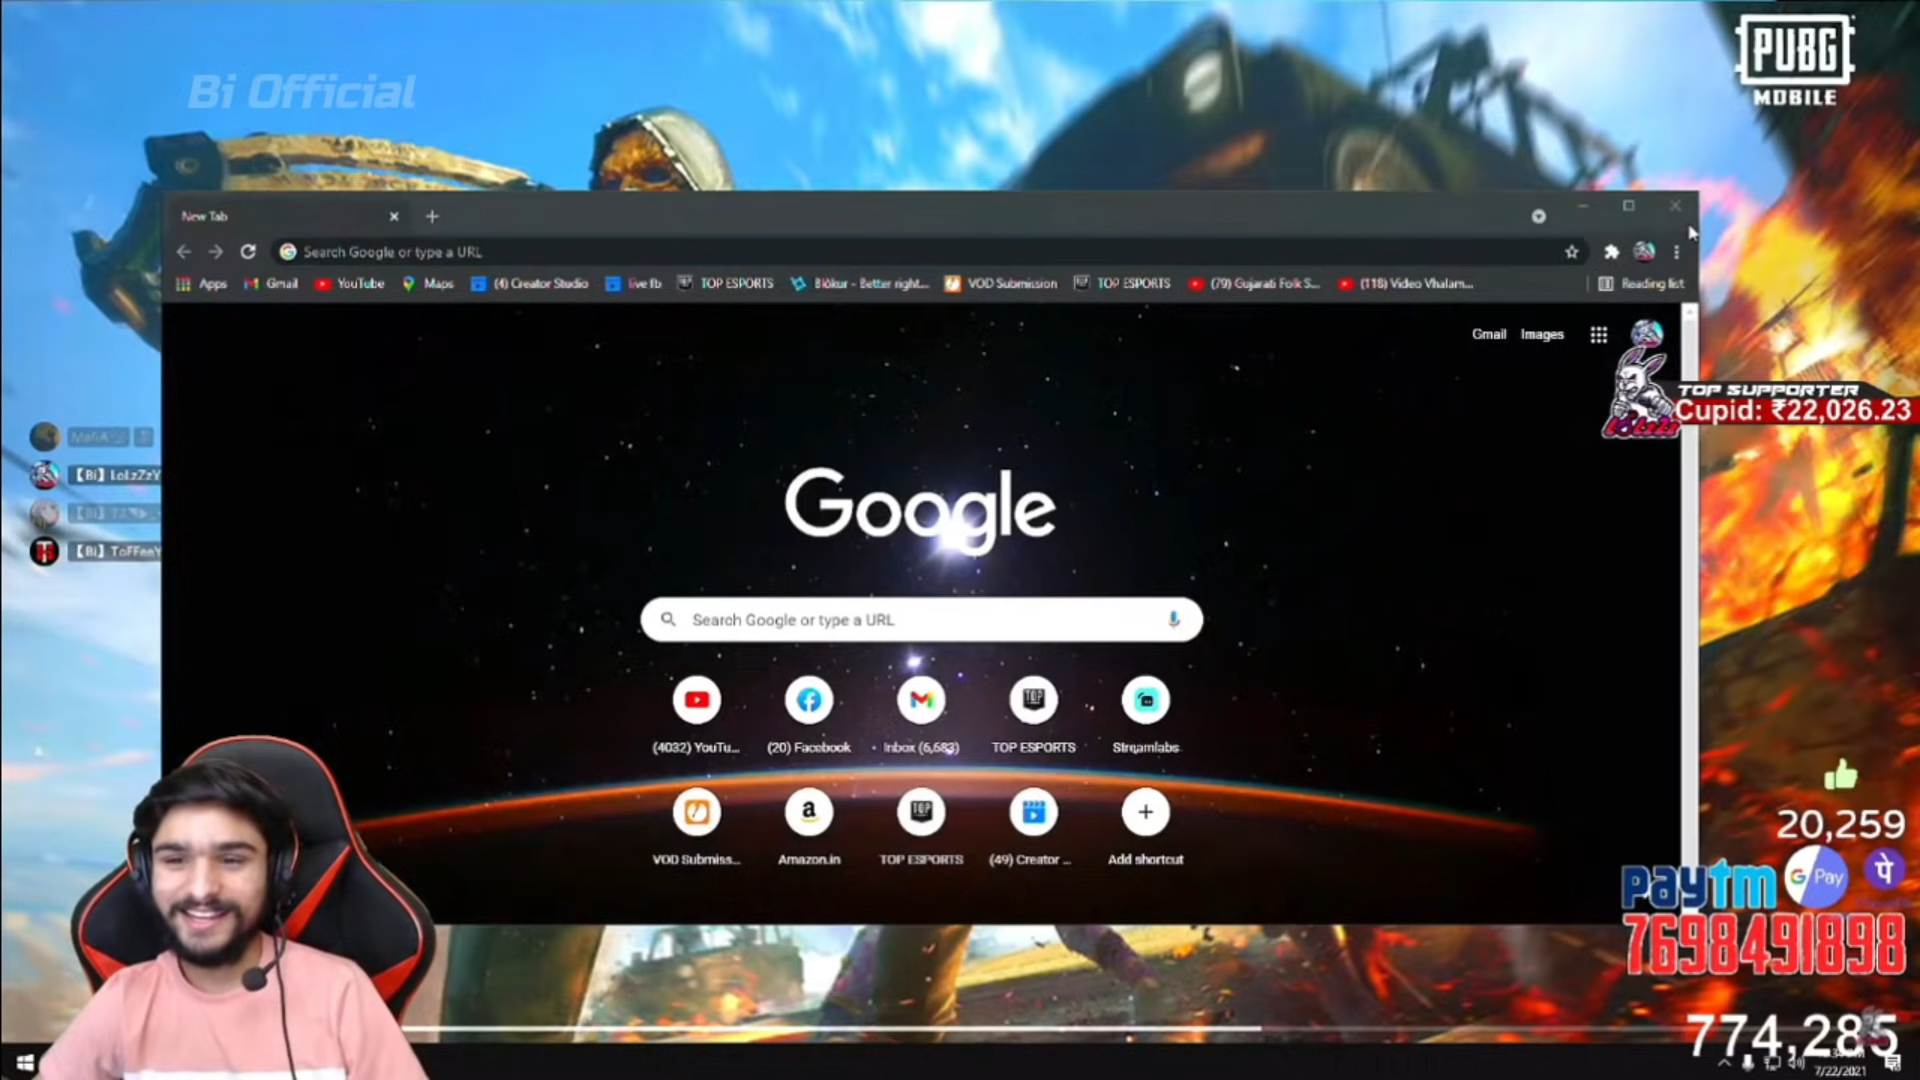 Bi Official
PUBG
MOBILE
New Tab
Search Google or type a URL
Apps Gmail YouTube Maps (4) Creator Studio live fb TOP ESPORTS Blokur - Better right... VOD Submission TOP ESPORTS (79) Gujarati Folk S... (118) Video Vhalam... Reading list
Gmail Images
TOP SUPPORTER
Cupid: ₹22,026.23
【Bi】LoLzZzY
【Bi】
【Bi】ToFFeeY
Google
Search Google or type a URL
(4032) YouTu... (20) Facebook Inbox (6,683) TOP ESPORTS Streamlabs
VOD Submiss... Amazon.in TOP ESPORTS (49) Creator ... Add shortcut
20,259
paytm G Pay पे
7698491898
774,285
7/22/2021